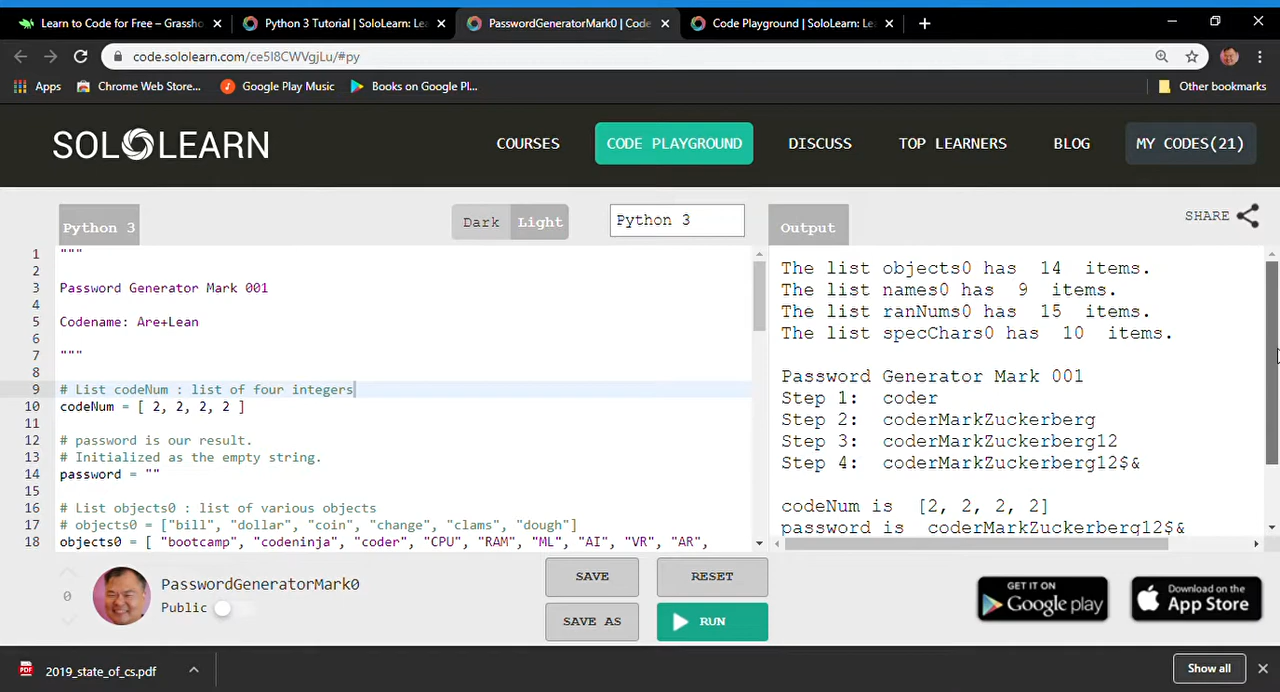 Learn to Code for Free – Grassho
Python 3 Tutorial | SoloLearn: Le
PasswordGeneratorMark0 | Code
Code Playground | SoloLearn: Le
code.sololearn.com/ce5I8CWVgjLu/#py
Apps
Chrome Web Store...
Google Play Music
Books on Google Pl...
Other bookmarks
SOLOLEARN
COURSES
CODE PLAYGROUND
DISCUSS
TOP LEARNERS
BLOG
MY CODES(21)
Python 3
Dark
Light
Python 3
Output
SHARE
1 """
2
3 Password Generator Mark 001
4
5 Codename: Are+Lean
6
7 """
8
9 # List codeNum : list of four integers
10 codeNum = [ 2, 2, 2, 2 ]
11
12 # password is our result.
13 # Initialized as the empty string.
14 password = ""
15
16 # List objects0 : list of various objects
17 # objects0 = ["bill", "dollar", "coin", "change", "clams", "dough"]
18 objects0 = [ "bootcamp", "codeninja", "coder", "CPU", "RAM", "ML", "AI", "VR", "AR",
The list objects0 has  14  items.
The list names0 has  9  items.
The list ranNums0 has  15  items.
The list specChars0 has  10  items.
Password Generator Mark 001
Step 1:  coder
Step 2:  coderMarkZuckerberg
Step 3:  coderMarkZuckerberg12
Step 4:  coderMarkZuckerberg12$&
codeNum is  [2, 2, 2, 2]
password is  coderMarkZuckerberg12$&
0
PasswordGeneratorMark0
Public
SAVE
RESET
SAVE AS
RUN
GET IT ON
Google play
Download on the
App Store
PDF
2019_state_of_cs.pdf
Show all